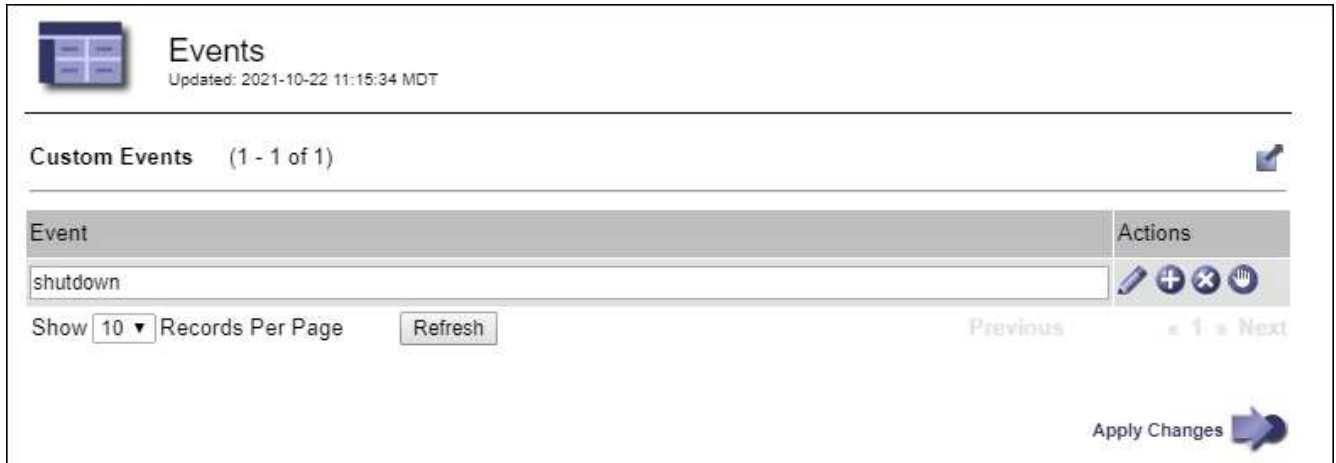 Events
Updated: 2021-10-22 11:15:34 MDT
Custom Events (1 - 1 of 1)
Event Actions
shutdown
Show 10 Records Per Page Refresh Previous « 1 » Next
Apply Changes